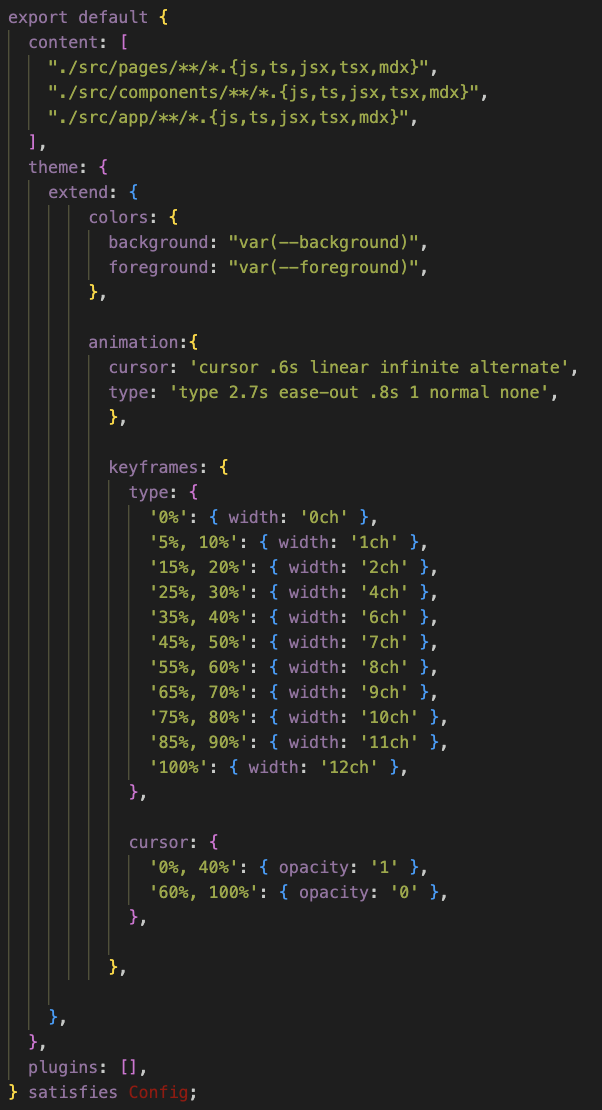 export default {
  content: [
    "./src/pages/**/*.{js,ts,jsx,tsx,mdx}",
    "./src/components/**/*.{js,ts,jsx,tsx,mdx}",
    "./src/app/**/*.{js,ts,jsx,tsx,mdx}",
  ],
  theme: {
    extend: {
        colors: {
          background: "var(--background)",
          foreground: "var(--foreground)",
        },

        animation:{
          cursor: 'cursor .6s linear infinite alternate',
          type: 'type 2.7s ease-out .8s 1 normal none',
          },

          keyframes: {
            type: {
              '0%': { width: '0ch' },
              '5%, 10%': { width: '1ch' },
              '15%, 20%': { width: '2ch' },
              '25%, 30%': { width: '4ch' },
              '35%, 40%': { width: '6ch' },
              '45%, 50%': { width: '7ch' },
              '55%, 60%': { width: '8ch' },
              '65%, 70%': { width: '9ch' },
              '75%, 80%': { width: '10ch' },
              '85%, 90%': { width: '11ch' },
              '100%': { width: '12ch' },
            },

            cursor: {
              '0%, 40%': { opacity: '1' },
              '60%, 100%': { opacity: '0' },
            },

          },

    },
  },
  plugins: [],
} satisfies Config;